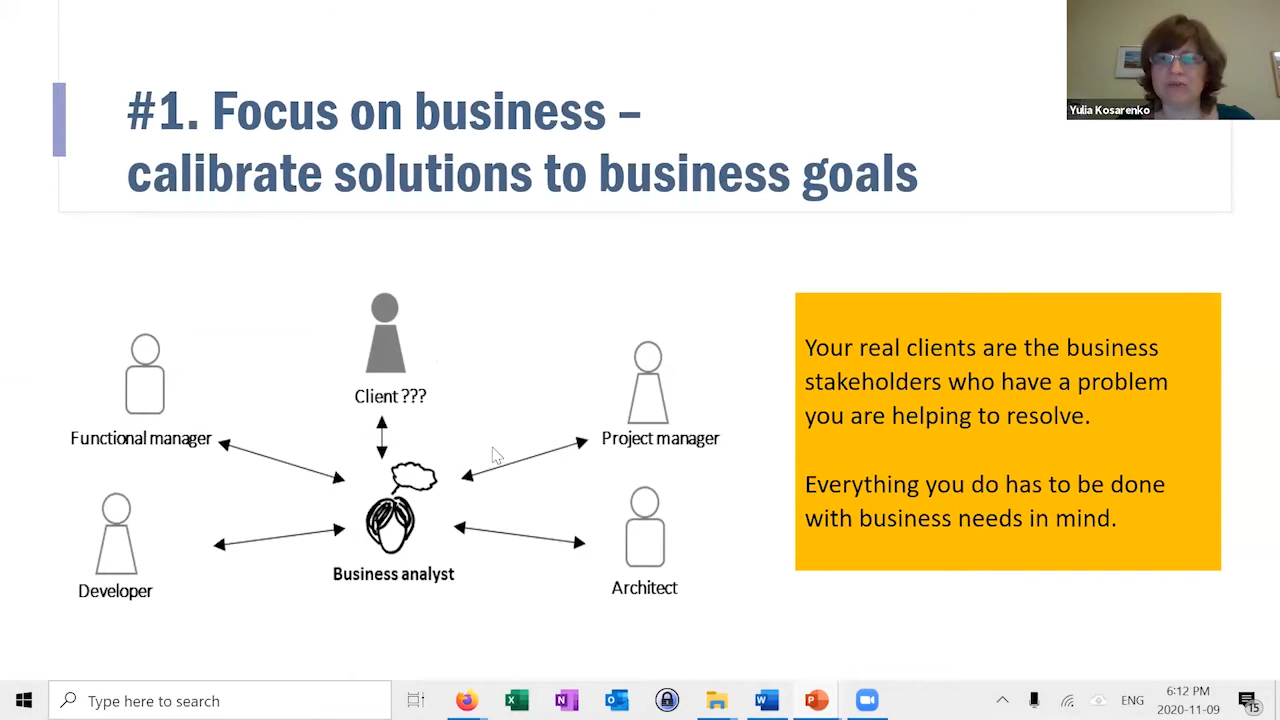 #1. Focus on business –
calibrate solutions to business goals
Yulia Kosarenko
Client ???
Functional manager
Project manager
Developer
Business analyst
Architect
Your real clients are the business
stakeholders who have a problem
you are helping to resolve.
Everything you do has to be done
with business needs in mind.
Type here to search
ENG
6:12 PM
2020-11-09
15